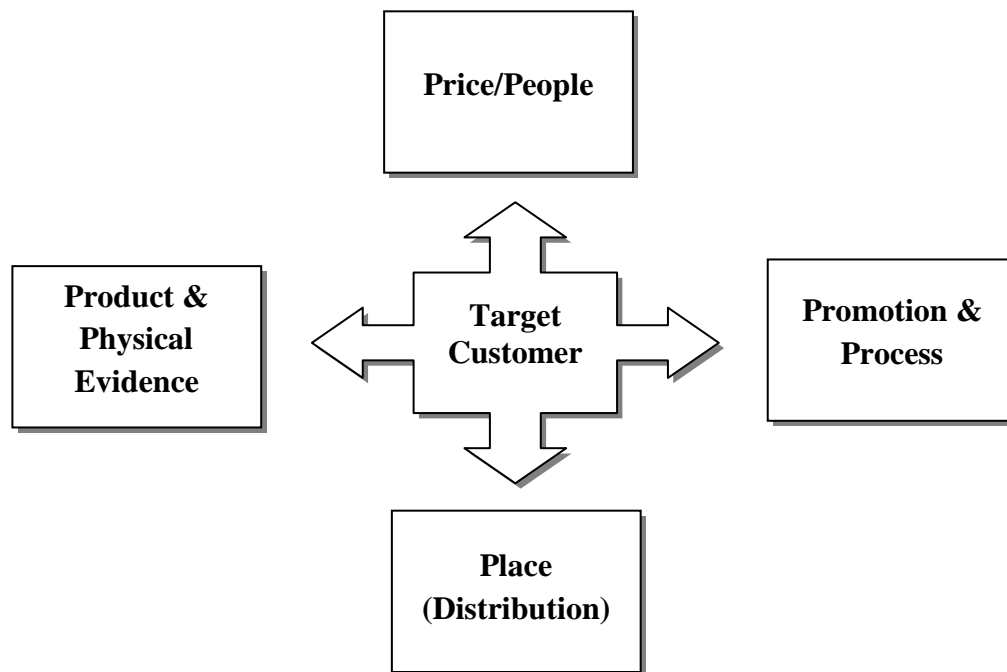 Price/People
Product &
Physical
Evidence
Target
Customer
Promotion &
Process
Place
(Distribution)